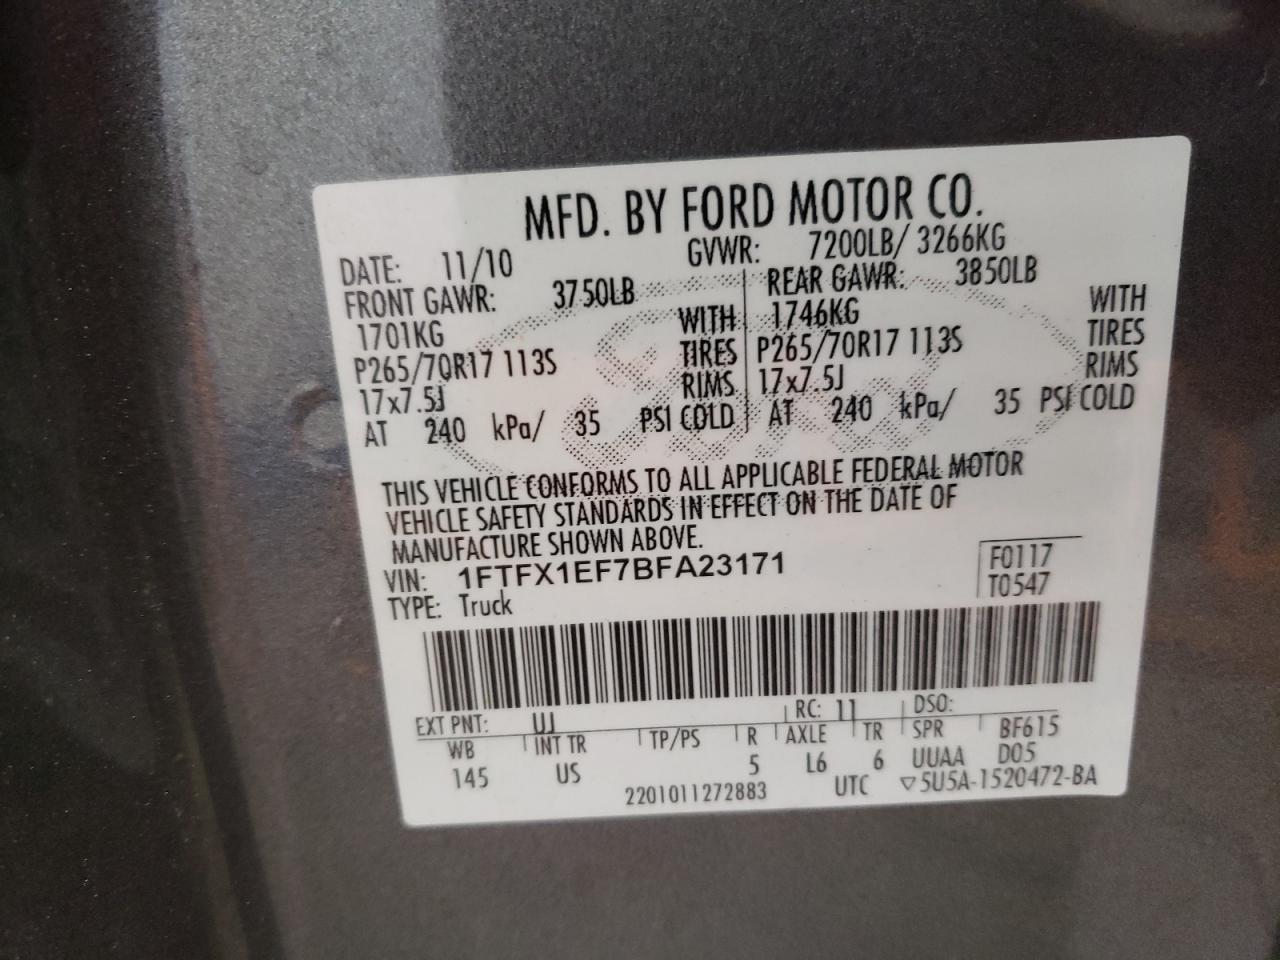 MFD. BY FORD MOTOR CO.
DATE: 11/10 GVWR: 7200LB/ 3266KG
FRONT GAWR: 3750LB REAR GAWR: 3850LB
1701KG WITH 1746KG WITH
P265/70R17 113S TIRES P265/70R17 113S TIRES
17x7.5J RIMS 17x7.5J RIMS
AT 240 kPa/ 35 PSI COLD AT 240 kPa/ 35 PSI COLD
THIS VEHICLE CONFORMS TO ALL APPLICABLE FEDERAL MOTOR
VEHICLE SAFETY STANDARDS IN EFFECT ON THE DATE OF
MANUFACTURE SHOWN ABOVE.
VIN: 1FTFX1EF7BFA23171 F0117
TYPE: Truck T0547
EXT PNT: UJ RC: 11 DSO:
WB INT TR TP/PS R AXLE TR SPR BF615
145 US 5 L6 6 UUAA D05
2201011272883 UTC ▽5U5A-1520472-BA